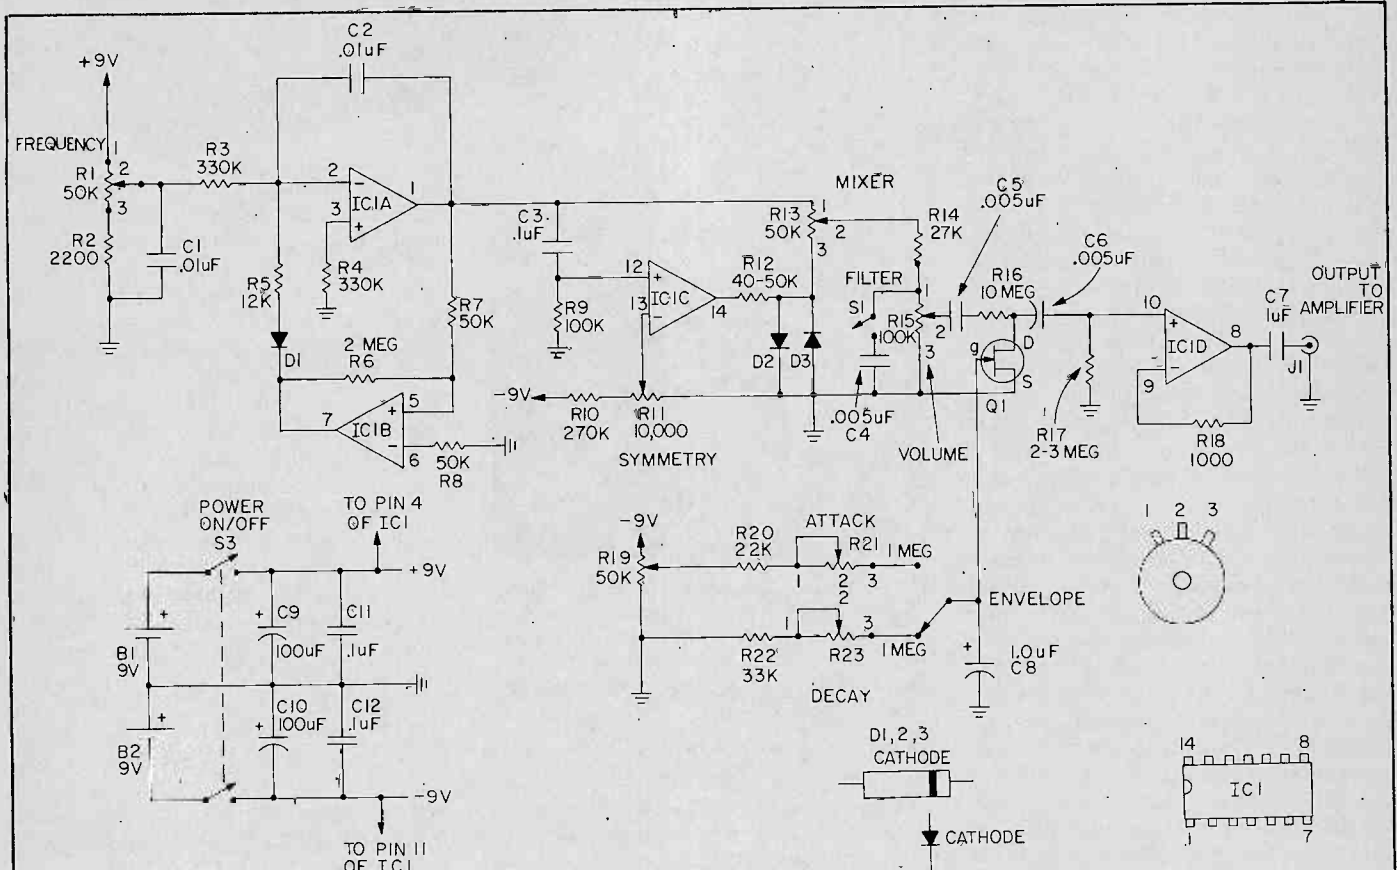 C2
.01uF
+9V
FREQUENCY
1
R1
50K
2
3
R2
2200
C1
.01uF
R3
330K
2
3
1
IC1A
R4
330K
R5
12K
D1
2 MEG
R6
R7
50K
7
5
6
IC1B
50K
R8
C3
.1uF
R9
100K
12
13
14
IC1C
R12
40-50K
-9V
R10
270K
R11
10,000
SYMMETRY
D2
D3
MIXER
R13
50K
1
2
3
R14
27K
FILTER
S1
R15
100K
1
2
3
.005uF
C4
VOLUME
C5
.005uF
R16
10 MEG
C6
.005uF
g
D
S
Q1
R17
2-3 MEG
10
9
8
IC1D
R18
1000
C7
1uF
OUTPUT
TO
AMPLIFIER
J1
POWER
ON/OFF
S3
TO PIN 4
OF IC1
+9V
+
B1
9V
+
B2
9V
+
C9
100uF
C11
.1uF
+
C10
100uF
C12
.1uF
-9V
TO PIN 11
OF IC1
-9V
R19
50K
R20
22K
ATTACK
R21
1 MEG
1
2
3
2
1
3
R22
33K
R23
1 MEG
DECAY
ENVELOPE
+
1.0uF
C8
1 2 3
D1,2,3
CATHODE
CATHODE
14
8
IC1
1
7